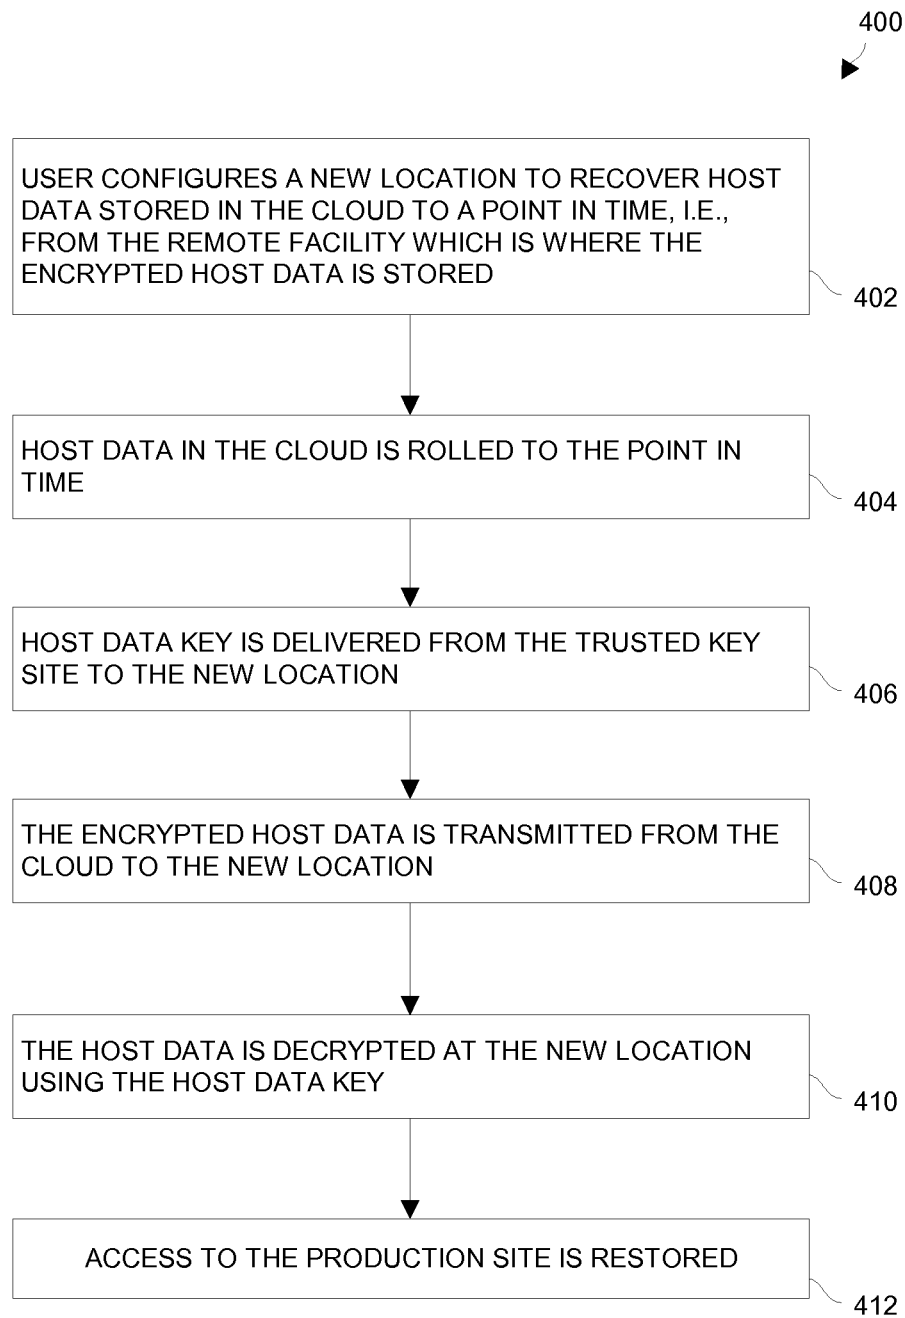 400
USER CONFIGURES A NEW LOCATION TO RECOVER HOST
DATA STORED IN THE CLOUD TO A POINT IN TIME, I.E.,
FROM THE REMOTE FACILITY WHICH IS WHERE THE
ENCRYPTED HOST DATA IS STORED
402
HOST DATA IN THE CLOUD IS ROLLED TO THE POINT IN
TIME
404
HOST DATA KEY IS DELIVERED FROM THE TRUSTED KEY
SITE TO THE NEW LOCATION
406
THE ENCRYPTED HOST DATA IS TRANSMITTED FROM THE
CLOUD TO THE NEW LOCATION
408
THE HOST DATA IS DECRYPTED AT THE NEW LOCATION
USING THE HOST DATA KEY
410
ACCESS TO THE PRODUCTION SITE IS RESTORED
412